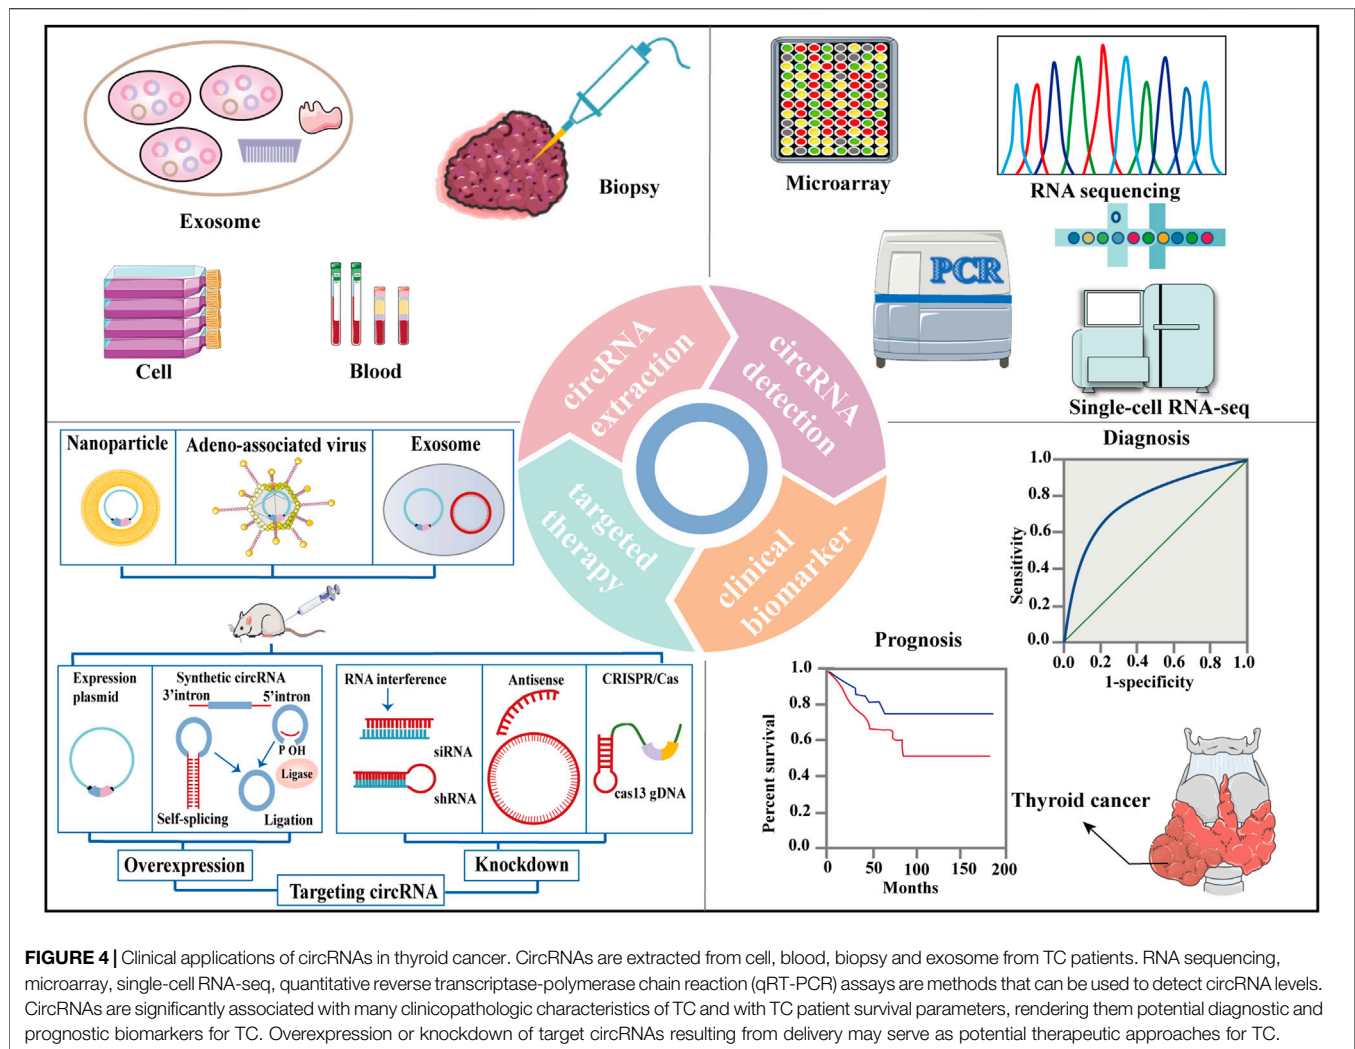 Exosome
Biopsy
Cell
Blood
Microarray
RNA sequencing
PCR
Single-cell RNA-seq
circRNA
extraction
circRNA
detection
targeted
therapy
clinical
biomarker
Nanoparticle
Adeno-associated virus
Exosome
Expression
plasmid
Synthetic circRNA
3'intron
5'intron
P OH
Ligase
Self-splicing
Ligation
RNA interference
siRNA
shRNA
Antisense
CRISPR/Cas
cas13 gDNA
Overexpression
Knockdown
Targeting circRNA
Diagnosis
Sensitivity
1.0
0.8
0.6
0.4
0.2
0.0
0.0 0.2 0.4 0.6 0.8 1.0
1-specificity
Prognosis
Percent survival
1.0
0.8
0.6
0.4
0.2
0.0
0 50 100 150 200
Months
Thyroid cancer
FIGURE 4 | Clinical applications of circRNAs in thyroid cancer. CircRNAs are extracted from cell, blood, biopsy and exosome from TC patients. RNA sequencing,
microarray, single-cell RNA-seq, quantitative reverse transcriptase-polymerase chain reaction (qRT-PCR) assays are methods that can be used to detect circRNA levels.
CircRNAs are significantly associated with many clinicopathologic characteristics of TC and with TC patient survival parameters, rendering them potential diagnostic and
prognostic biomarkers for TC. Overexpression or knockdown of target circRNAs resulting from delivery may serve as potential therapeutic approaches for TC.